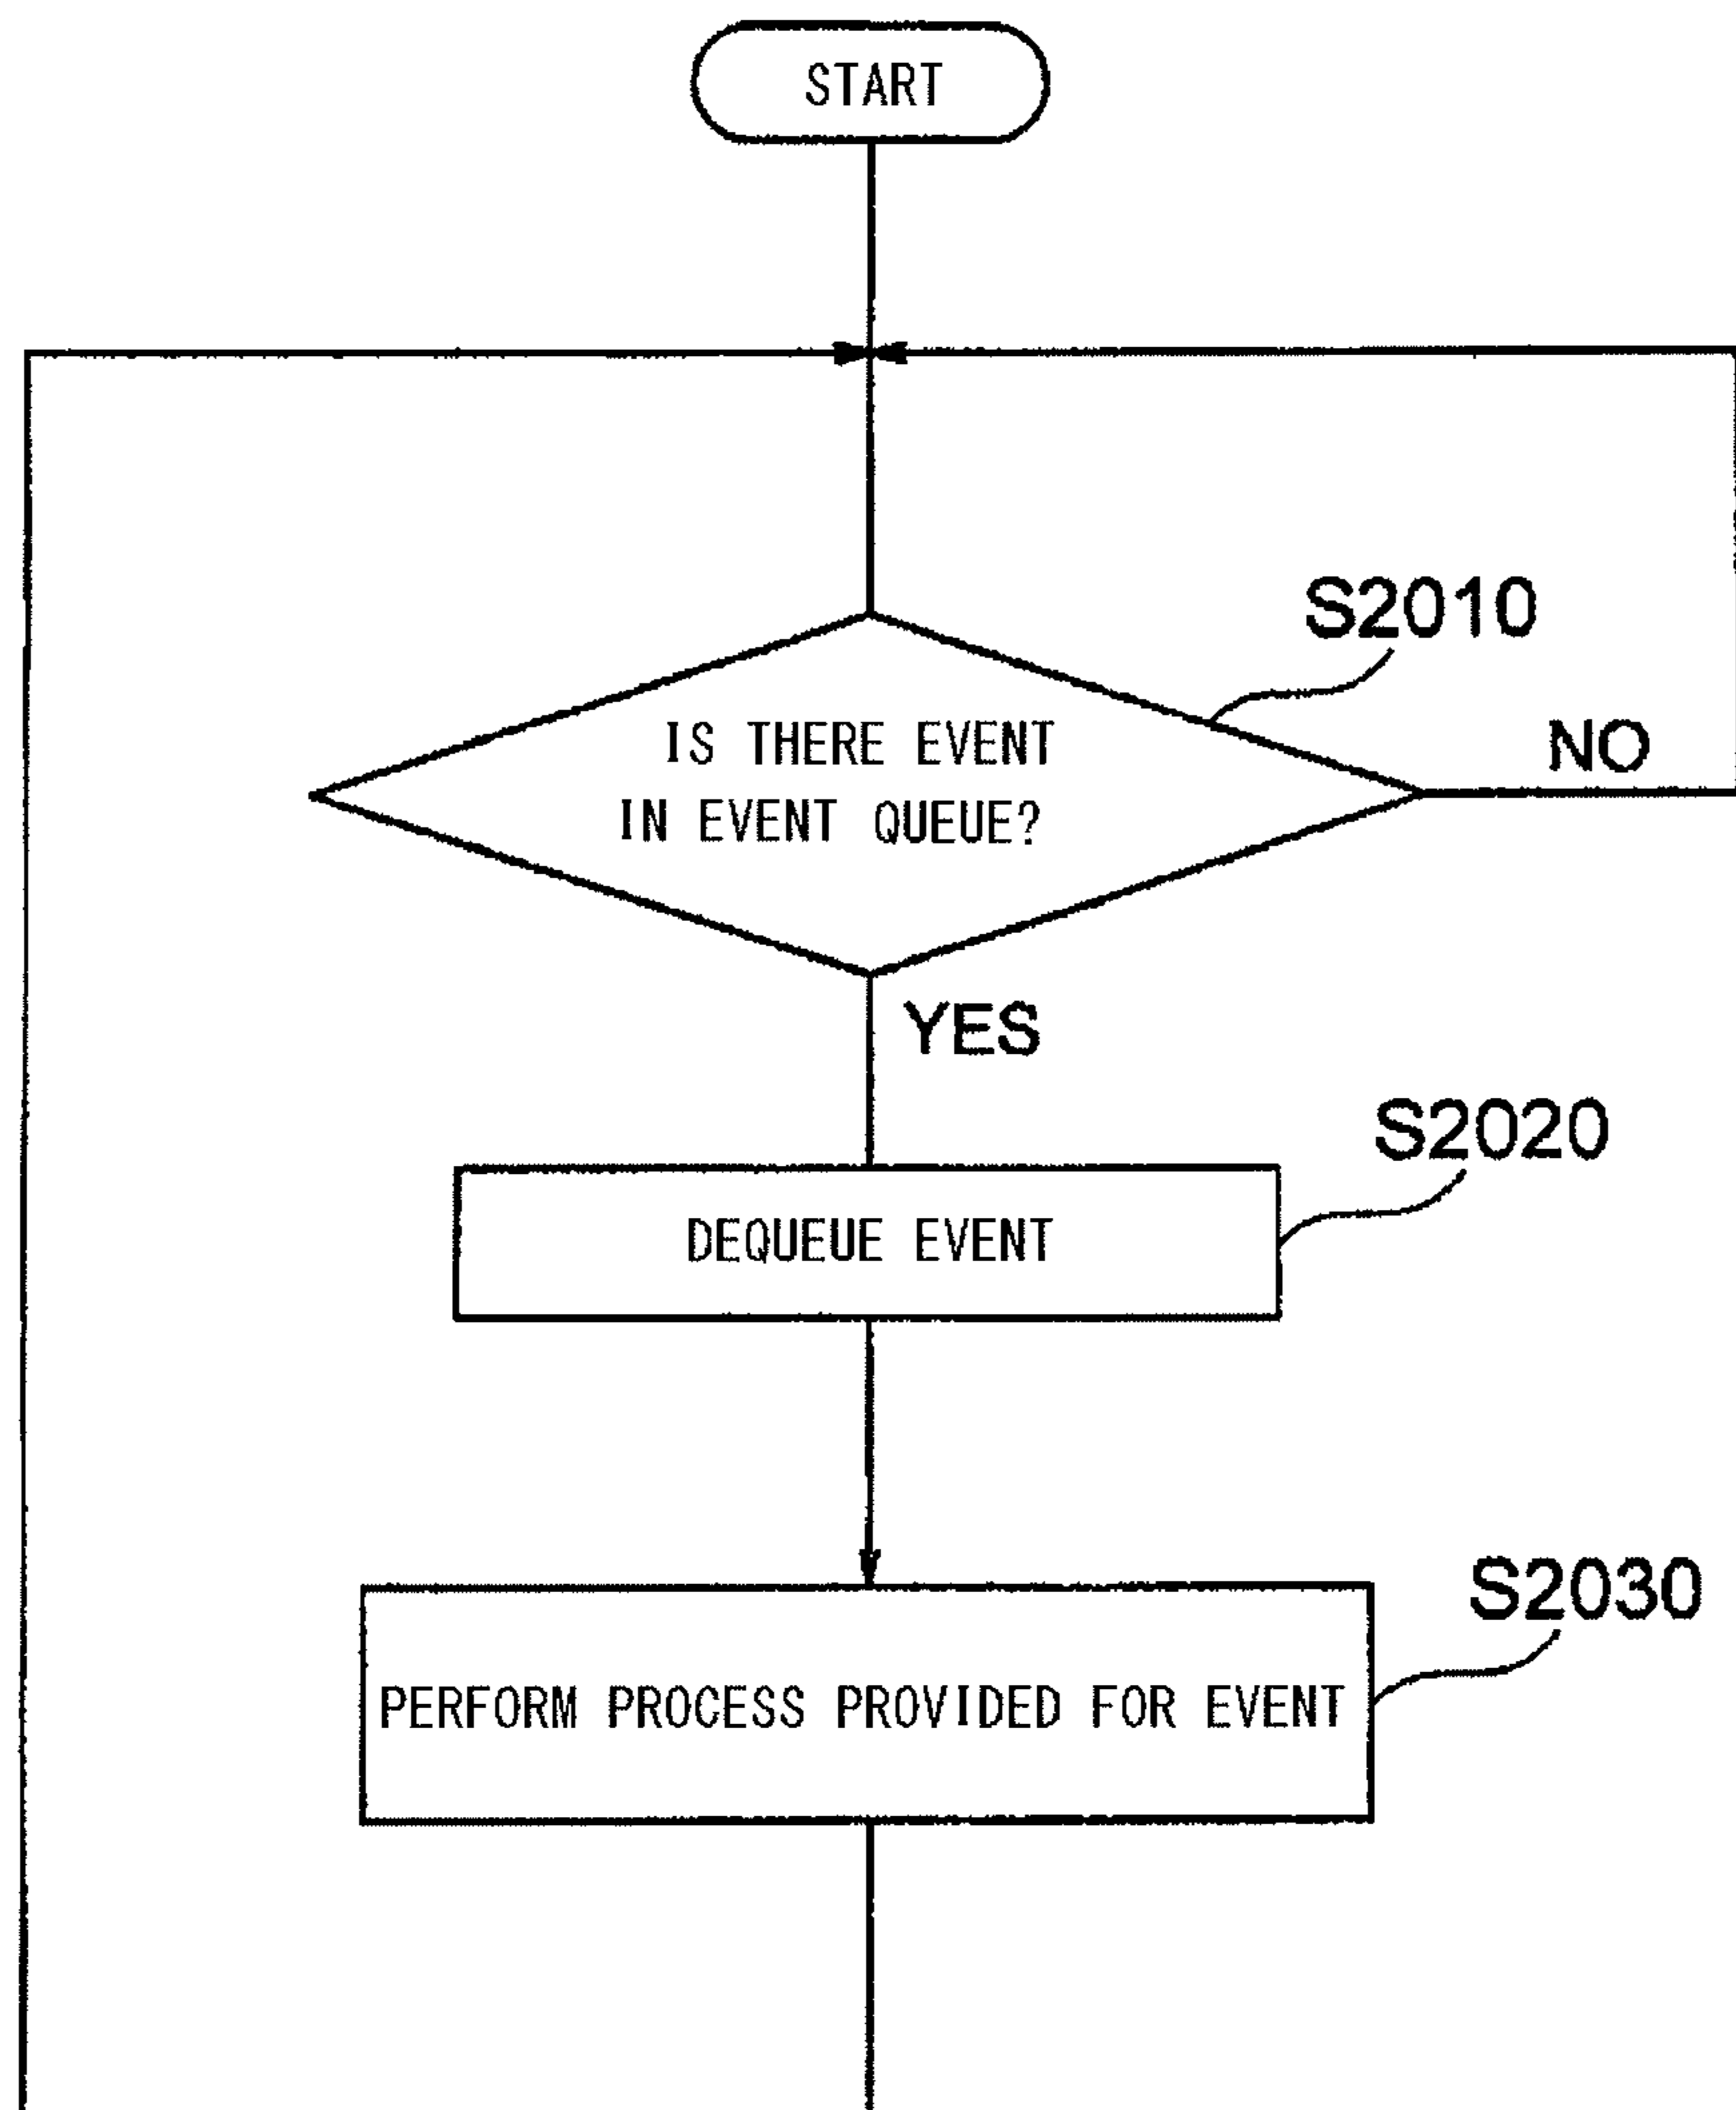 START
S2010
IS THERE EVENT
IN EVENT QUEUE?
NO
YES
S2020
DEQUEUE EVENT
S2030
PERFORM PROCESS PROVIDED FOR EVENT